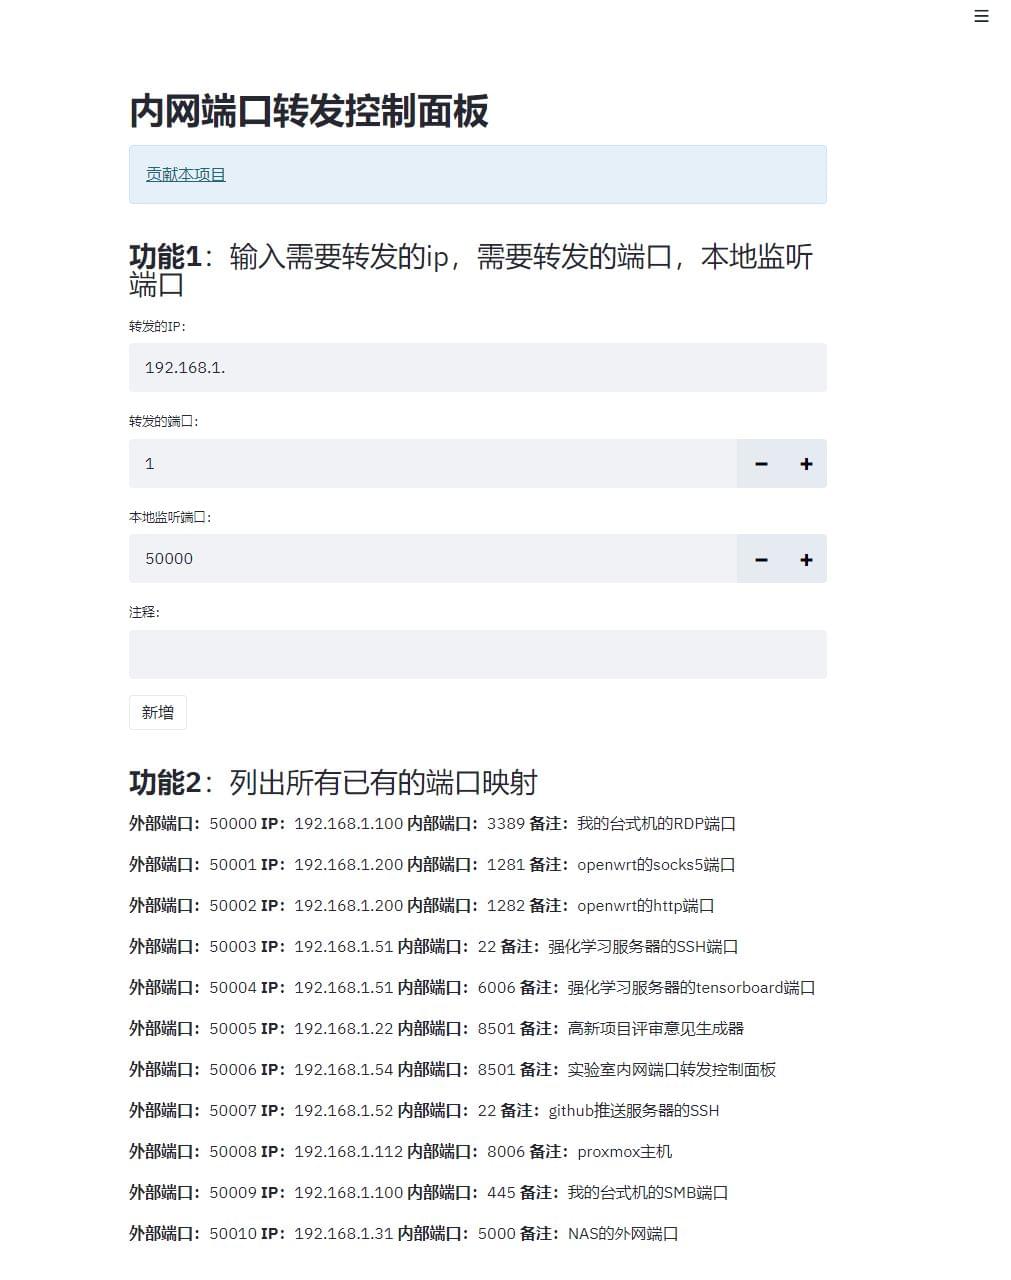 内网端口转发控制面板
贡献本项目
功能1：输入需要转发的ip，需要转发的端口，本地监听
端口
转发的IP：
192.168.1.
转发的端口：
1
本地监听端口：
50000
注释：
新增
功能2：列出所有已有的端口映射
外部端口：50000 IP：192.168.1.100 内部端口：3389 备注：我的台式机的RDP端口
外部端口：50001 IP：192.168.1.200 内部端口：1281 备注：openwrt的socks5端口
外部端口：50002 IP：192.168.1.200 内部端口：1282 备注：openwrt的http端口
外部端口：50003 IP：192.168.1.51 内部端口：22 备注：强化学习服务器的SSH端口
外部端口：50004 IP：192.168.1.51 内部端口：6006 备注：强化学习服务器的tensorboard端口
外部端口：50005 IP：192.168.1.22 内部端口：8501 备注：高新项目评审意见生成器
外部端口：50006 IP：192.168.1.54 内部端口：8501 备注：实验室内网端口转发控制面板
外部端口：50007 IP：192.168.1.52 内部端口：22 备注：github推送服务器的SSH
外部端口：50008 IP：192.168.1.112 内部端口：8006 备注：proxmox主机
外部端口：50009 IP：192.168.1.100 内部端口：445 备注：我的台式机的SMB端口
外部端口：50010 IP：192.168.1.31 内部端口：5000 备注：NAS的外网端口